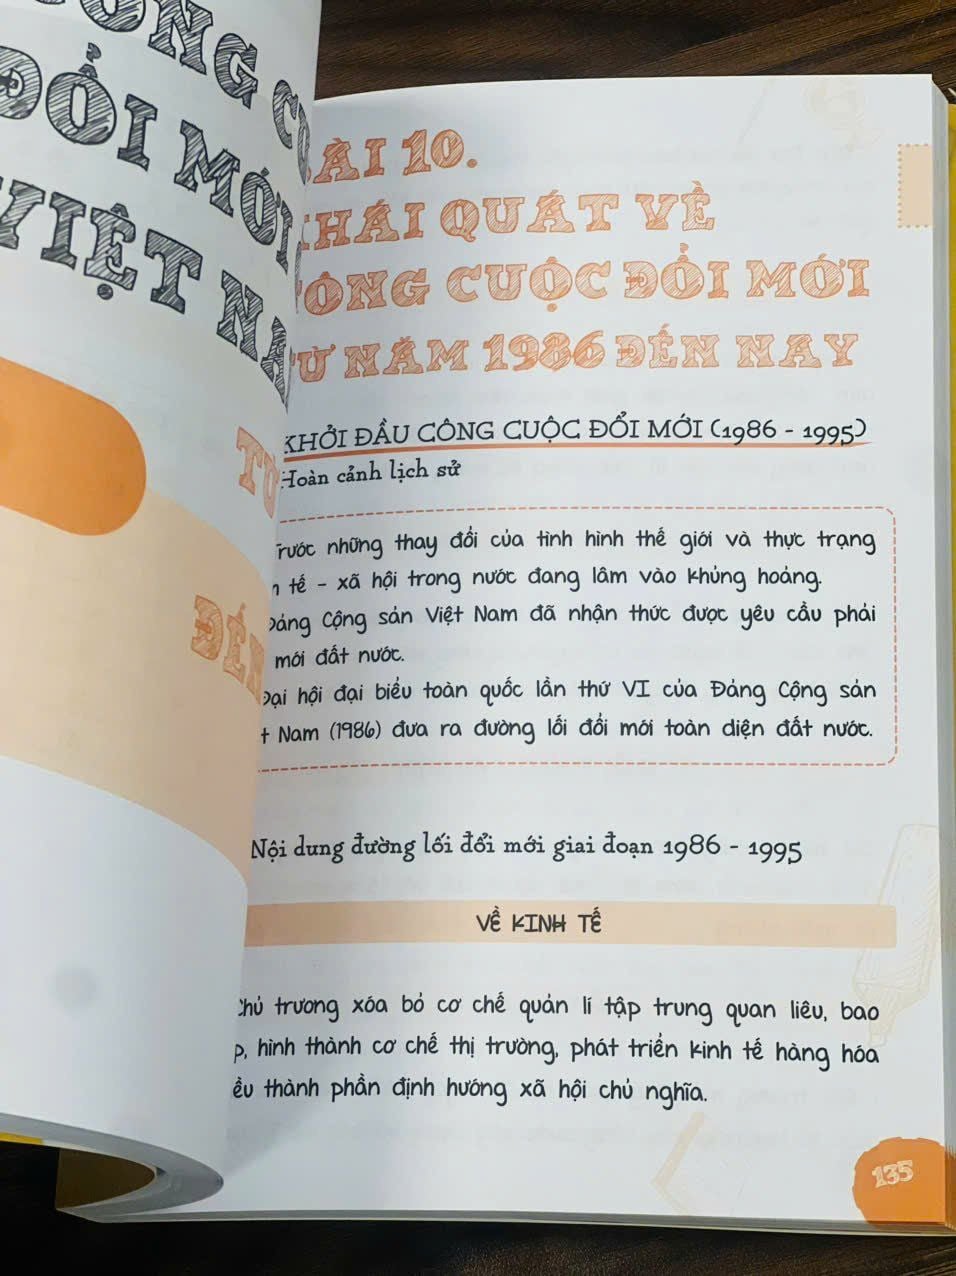 ĐỔI MỚI
VIỆT NA
TỪ
ĐẾN
BÀI 10.
KHÁI QUÁT VỀ
CÔNG CUỘC ĐỔI MỚI
TỪ NĂM 1986 ĐẾN NAY
KHỞI ĐẦU CÔNG CUỘC ĐỔI MỚI (1986 - 1995)
Hoàn cảnh lịch sử
Trước những thay đổi của tình hình thế giới và thực trạng
tế - xã hội trong nước đang lâm vào khủng hoảng.
Đảng Cộng sản Việt Nam đã nhận thức được yêu cầu phải
mới đất nước.
Đại hội đại biểu toàn quốc lần thứ VI của Đảng Cộng sản
t Nam (1986) đưa ra đường lối đổi mới toàn diện đất nước.
Nội dung đường lối đổi mới giai đoạn 1986 - 1995
VỀ KINH TẾ
Chủ trương xóa bỏ cơ chế quản lí tập trung quan liêu, bao
p, hình thành cơ chế thị trường, phát triển kinh tế hàng hóa
ều thành phần định hướng xã hội chủ nghĩa.
135